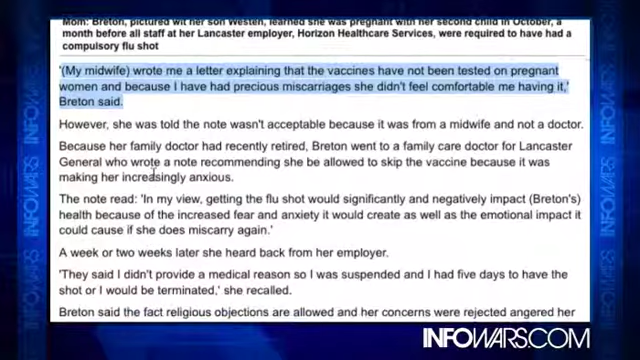 Mom: Breton, pictured wit her son Westen, learned she was pregnant with her second child in October, a
month before all staff at her Lancaster employer, Horizon Healthcare Services, were required to have had a
compulsory flu shot
'(My midwife) wrote me a letter explaining that the vaccines have not been tested on pregnant
women and because I have had precious miscarriages she didn't feel comfortable me having it,'
Breton said.
However, she was told the note wasn't acceptable because it was from a midwife and not a doctor.
Because her family doctor had recently retired, Breton went to a family care doctor for Lancaster
General who wrote a note recommending she be allowed to skip the vaccine because it was
making her increasingly anxious.
The note read: 'In my view, getting the flu shot would significantly and negatively impact (Breton's)
health because of the increased fear and anxiety it would create as well as the emotional impact it
could cause if she does miscarry again.'
A week or two weeks later she heard back from her employer.
'They said I didn't provide a medical reason so I was suspended and I had five days to have the
shot or I would be terminated,' she recalled.
Breton said the fact religious objections are allowed and her concerns were rejected angered her
INFOWARS.COM
INFOWARS
INFOWARS